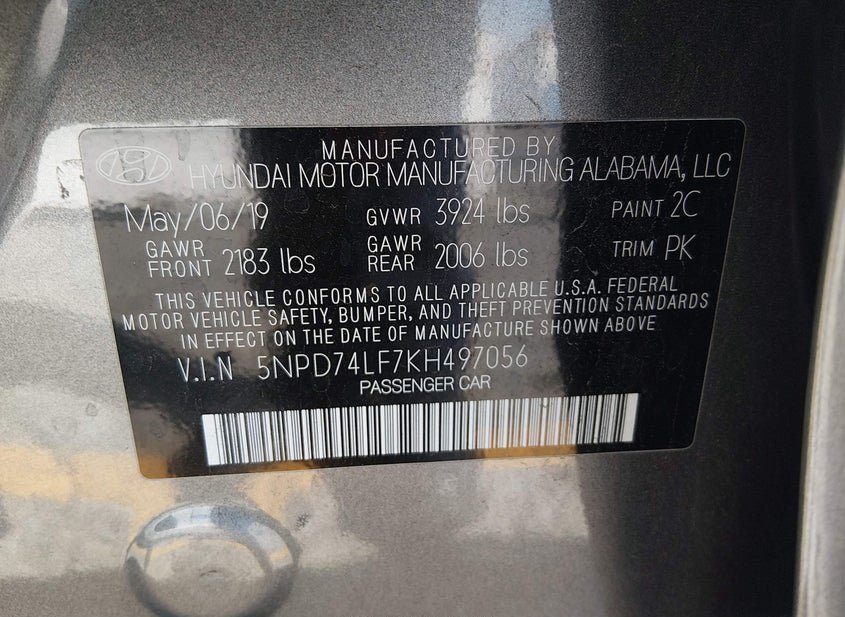 MANUFACTURED BY
HYUNDAI MOTOR MANUFACTURING ALABAMA, LLC
May/06/19 GVWR 3924 lbs PAINT 2C
GAWR FRONT 2183 lbs GAWR REAR 2006 lbs TRIM PK
THIS VEHICLE CONFORMS TO ALL APPLICABLE U.S.A. FEDERAL
MOTOR VEHICLE SAFETY, BUMPER, AND THEFT PREVENTION STANDARDS
IN EFFECT ON THE DATE OF MANUFACTURE SHOWN ABOVE
V.I.N 5NPD74LF7KH497056
PASSENGER CAR